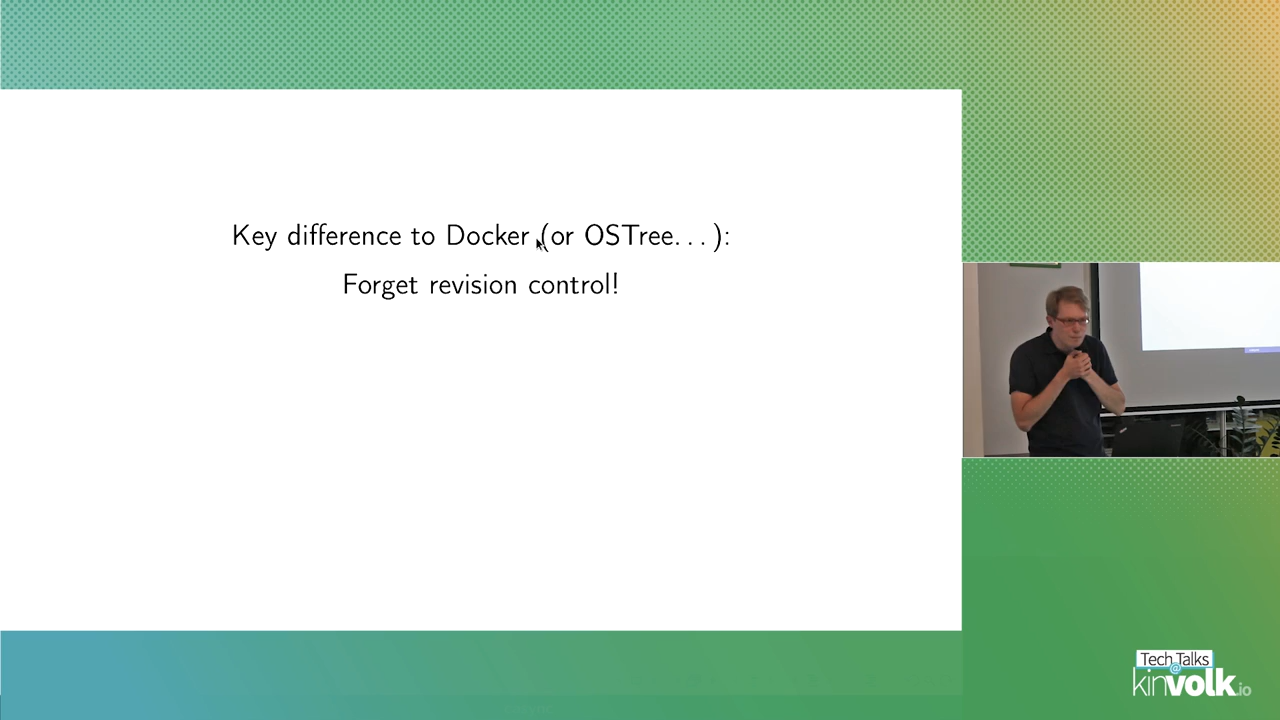 Key difference to Docker (or OSTree. . . ):
Forget revision control!
Tech Talks
@
kinvolk.io